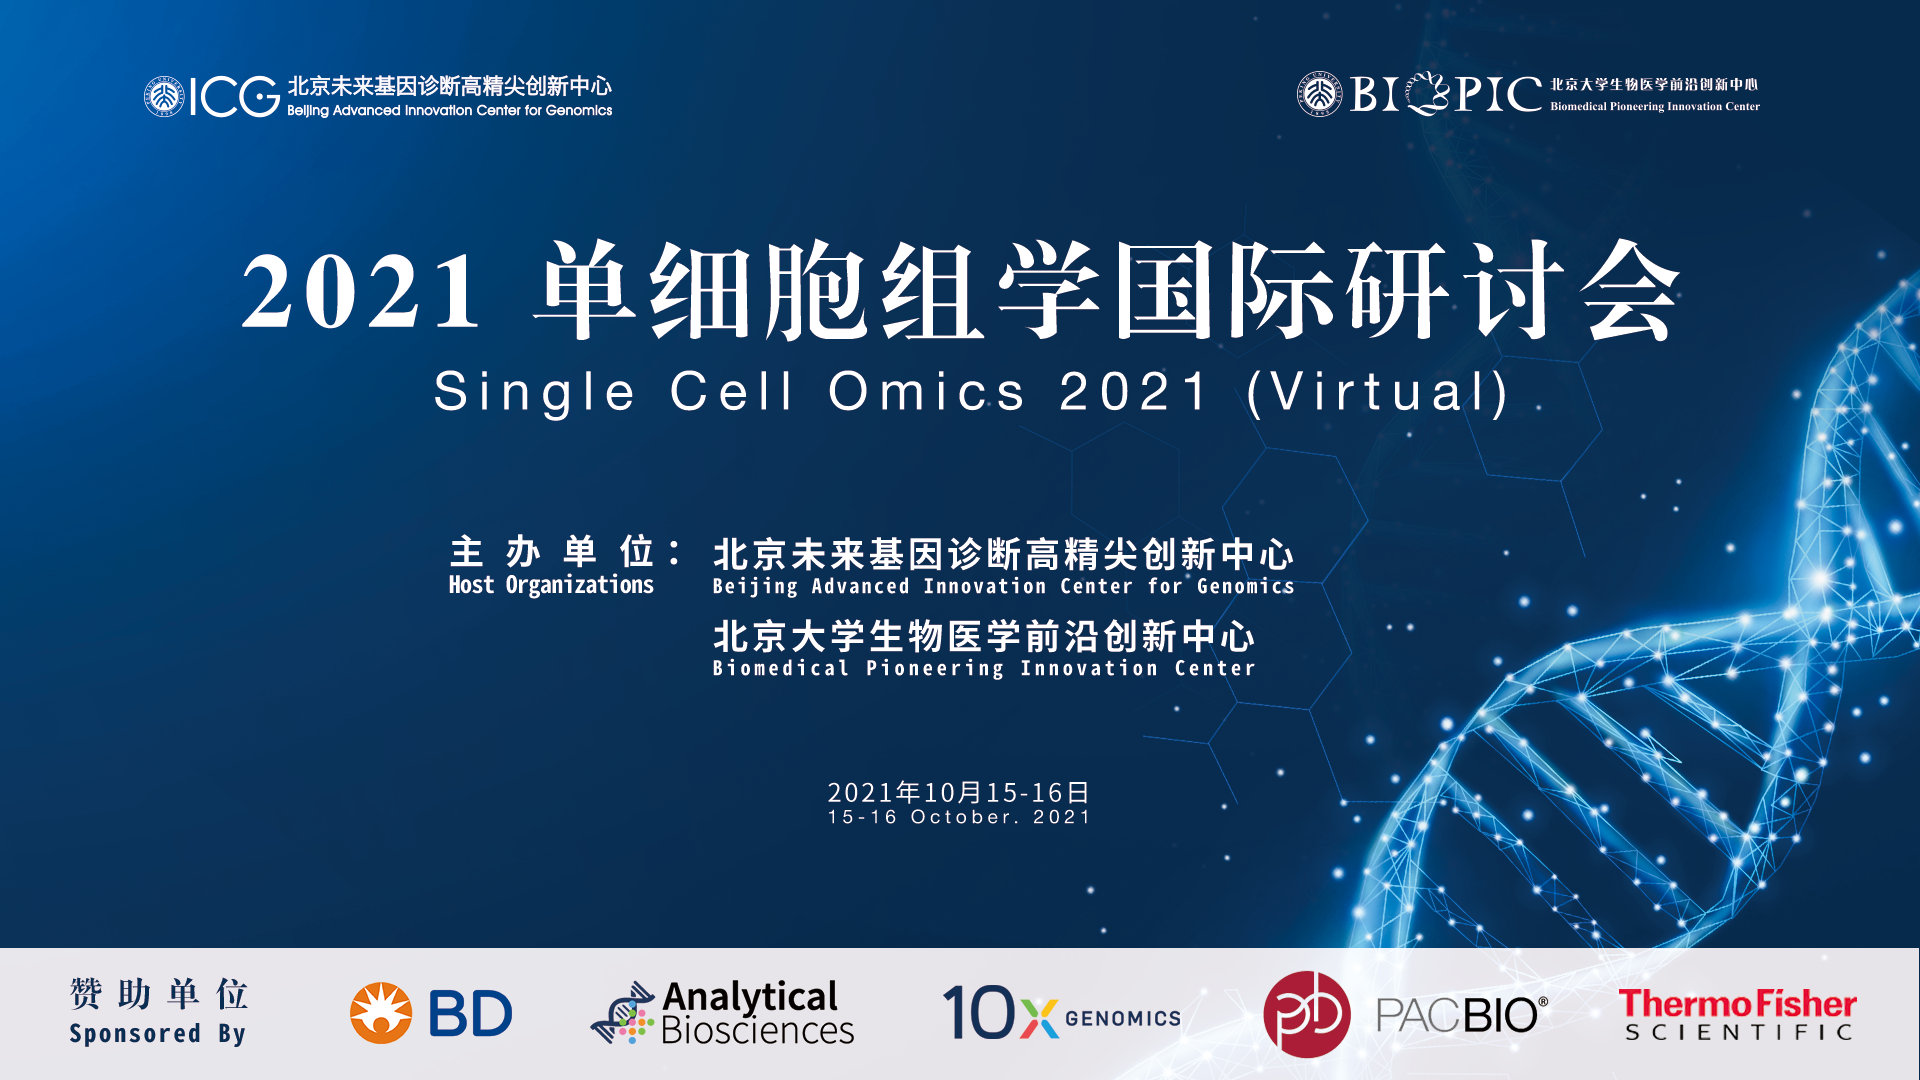 ICG 北京未来基因诊断高精尖创新中心
Beijing Advanced Innovation Center for Genomics
BIOPIC 北京大学生物医学前沿创新中心
Biomedical Pioneering Innovation Center
2021 单细胞组学国际研讨会
Single Cell Omics 2021 (Virtual)
主办单位： 北京未来基因诊断高精尖创新中心
Host Organizations Beijing Advanced Innovation Center for Genomics
北京大学生物医学前沿创新中心
Biomedical Pioneering Innovation Center
2021年10月15-16日
15-16 October. 2021
赞助单位
Sponsored By
BD
Analytical
Biosciences
10x GENOMICS
pb PACBIO®
ThermoFisher
SCIENTIFIC